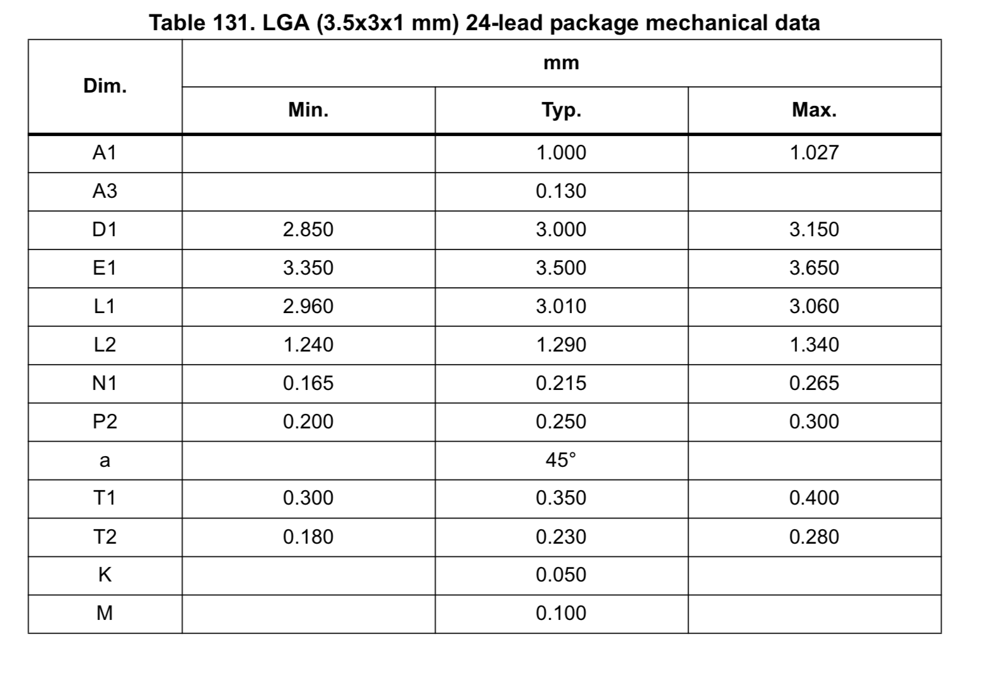 Table 131. LGA (3.5x3x1 mm) 24-lead package mechanical data
Dim. mm
Min. Typ. Max.
A1 1.000 1.027
A3 0.130
D1 2.850 3.000 3.150
E1 3.350 3.500 3.650
L1 2.960 3.010 3.060
L2 1.240 1.290 1.340
N1 0.165 0.215 0.265
P2 0.200 0.250 0.300
a 45°
T1 0.300 0.350 0.400
T2 0.180 0.230 0.280
K 0.050
M 0.100